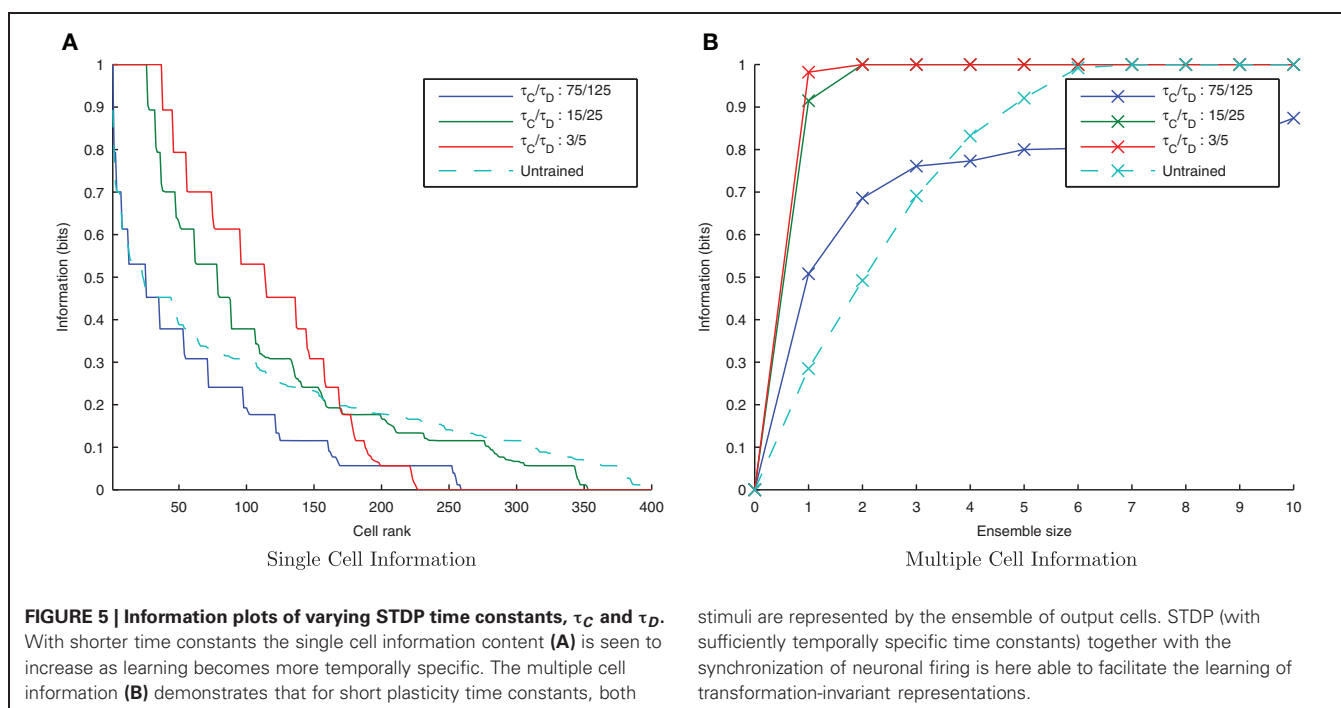 A
1
0.9
0.8
0.7
0.6
0.5
0.4
0.3
0.2
0.1
0
Information (bits)
50
100
150
200
250
300
350
400
Cell rank
τC/τD : 75/125
τC/τD : 15/25
τC/τD : 3/5
Untrained
Single Cell Information
B
1
0.9
0.8
0.7
0.6
0.5
0.4
0.3
0.2
0.1
0
Information (bits)
0
1
2
3
4
5
6
7
8
9
10
Ensemble size
τC/τD : 75/125
τC/τD : 15/25
τC/τD : 3/5
Untrained
Multiple Cell Information
FIGURE 5 | Information plots of varying STDP time constants, τC and τD.
With shorter time constants the single cell information content (A) is seen to
increase as learning becomes more temporally specific. The multiple cell
information (B) demonstrates that for short plasticity time constants, both
stimuli are represented by the ensemble of output cells. STDP (with
sufficiently temporally specific time constants) together with the
synchronization of neuronal firing is here able to facilitate the learning of
transformation-invariant representations.